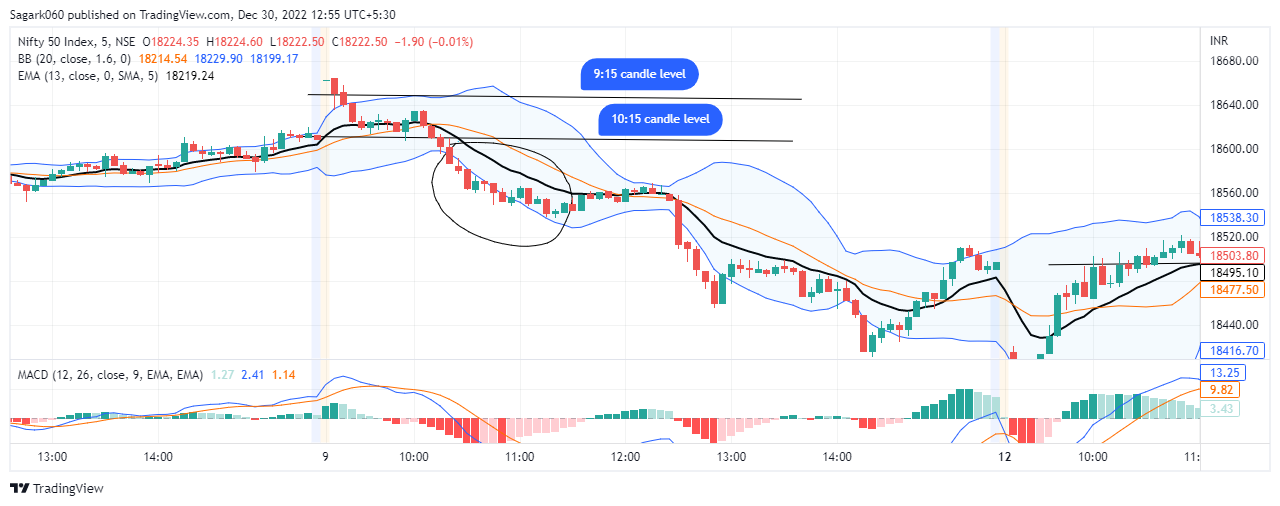 Sagark060 published on TradingView.com, Dec 30, 2022 12:55 UTC+5:30
Nifty 50 Index, 5, NSE O18224.35 H18224.60 L18222.50 C18222.50 −1.90 (−0.01%)
BB (20, close, 1.6, 0) 18214.54 18229.90 18199.17
EMA (13, close, 0, SMA, 5) 18219.24
9:15 candle level
10:15 candle level
INR
18680.00
18640.00
18600.00
18560.00
18538.30
18520.00
18503.80
18495.10
18477.50
18440.00
18416.70
MACD (12, 26, close, 9, EMA, EMA) 1.27 2.41 1.14
13.25
9.82
3.43
13:00 14:00 9 10:00 11:00 12:00 13:00 14:00 12 10:00 11:
TradingView